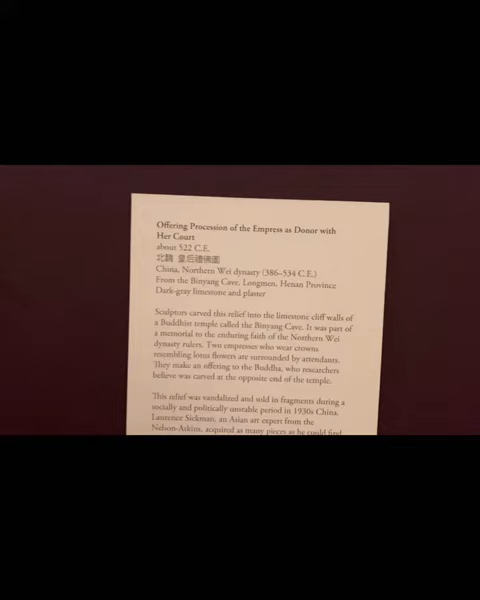 Offering Procession of the Empress as Donor with
Her Court
about 522 C.E.
北魏 皇后禮佛圖
China, Northern Wei dynasty (386–534 C.E.)
From the Binyang Cave, Longmen, Henan Province
Dark-gray limestone and plaster
Sculptors carved this relief into the limestone cliff walls of
a Buddhist temple called the Binyang Cave. It was part of
a memorial to the enduring faith of the Northern Wei
dynasty rulers. Two empresses who wear crowns
resembling lotus flowers are surrounded by attendants.
They make an offering to the Buddha, who researchers
believe was carved at the opposite end of the temple.
This relief was vandalized and sold in fragments during a
socially and politically unstable period in 1930s China.
Laurence Sickman, an Asian art expert from the
Nelson-Atkins, acquired as many pieces as he could find